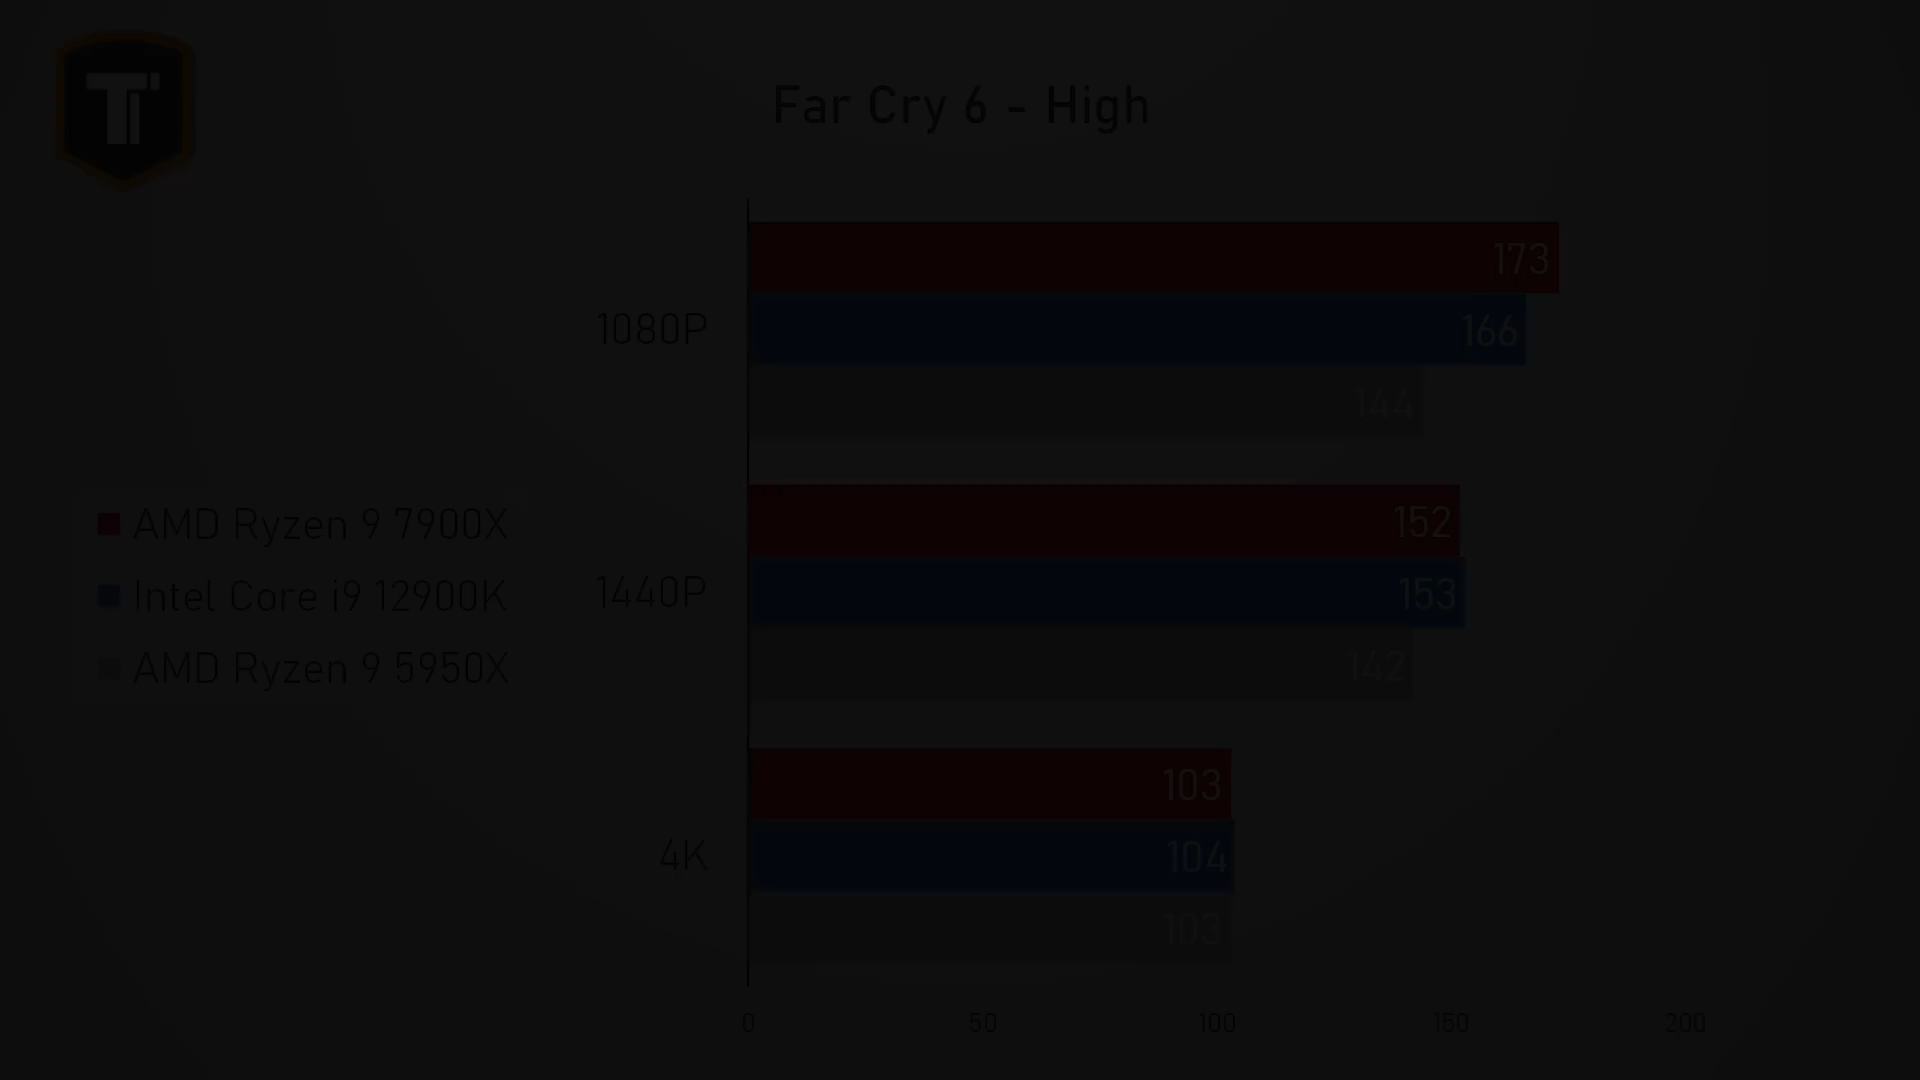 Far Cry 6 - High
1080P
173
166
144
AMD Ryzen 9 7900X
Intel Core i9 12900K
AMD Ryzen 9 5950X
1440P
152
153
142
4K
103
104
103
0 50 100 150 200